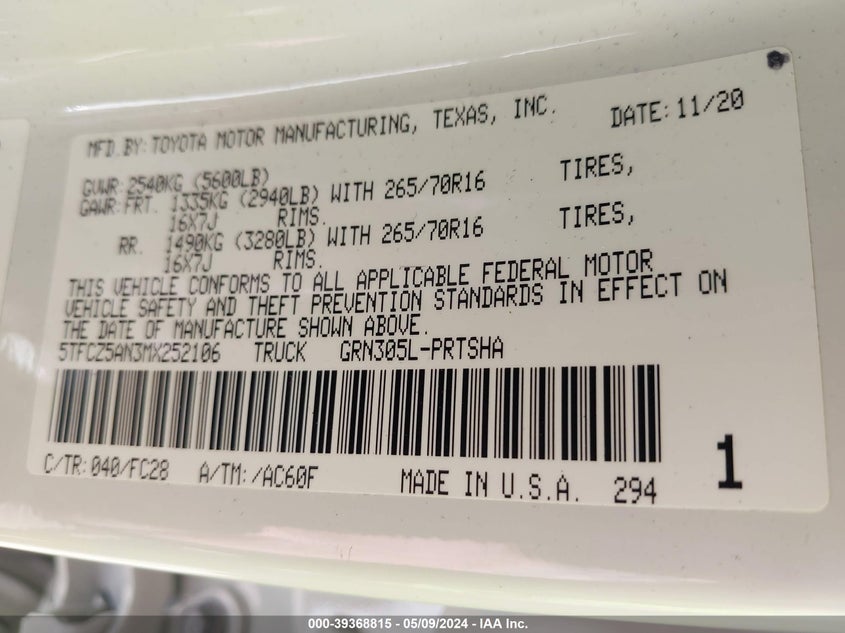 MFD.BY:TOYOTA MOTOR MANUFACTURING, TEXAS, INC. DATE:11/20
GVWR:2540KG (5600LB)
GAWR:FRT. 1335KG (2940LB) WITH 265/70R16 TIRES,
16X7J RIMS.
RR. 1490KG (3280LB) WITH 265/70R16 TIRES,
16X7J RIMS.
THIS VEHICLE CONFORMS TO ALL APPLICABLE FEDERAL MOTOR
VEHICLE SAFETY AND THEFT PREVENTION STANDARDS IN EFFECT ON
THE DATE OF MANUFACTURE SHOWN ABOVE.
5TFCZ5AN3MX252106 TRUCK GRN305L-PRTSHA
C/TR:040/FC28 A/TM:/AC60F MADE IN U.S.A. 294 1
000-39368815 - 05/09/2024 - IAA Inc.